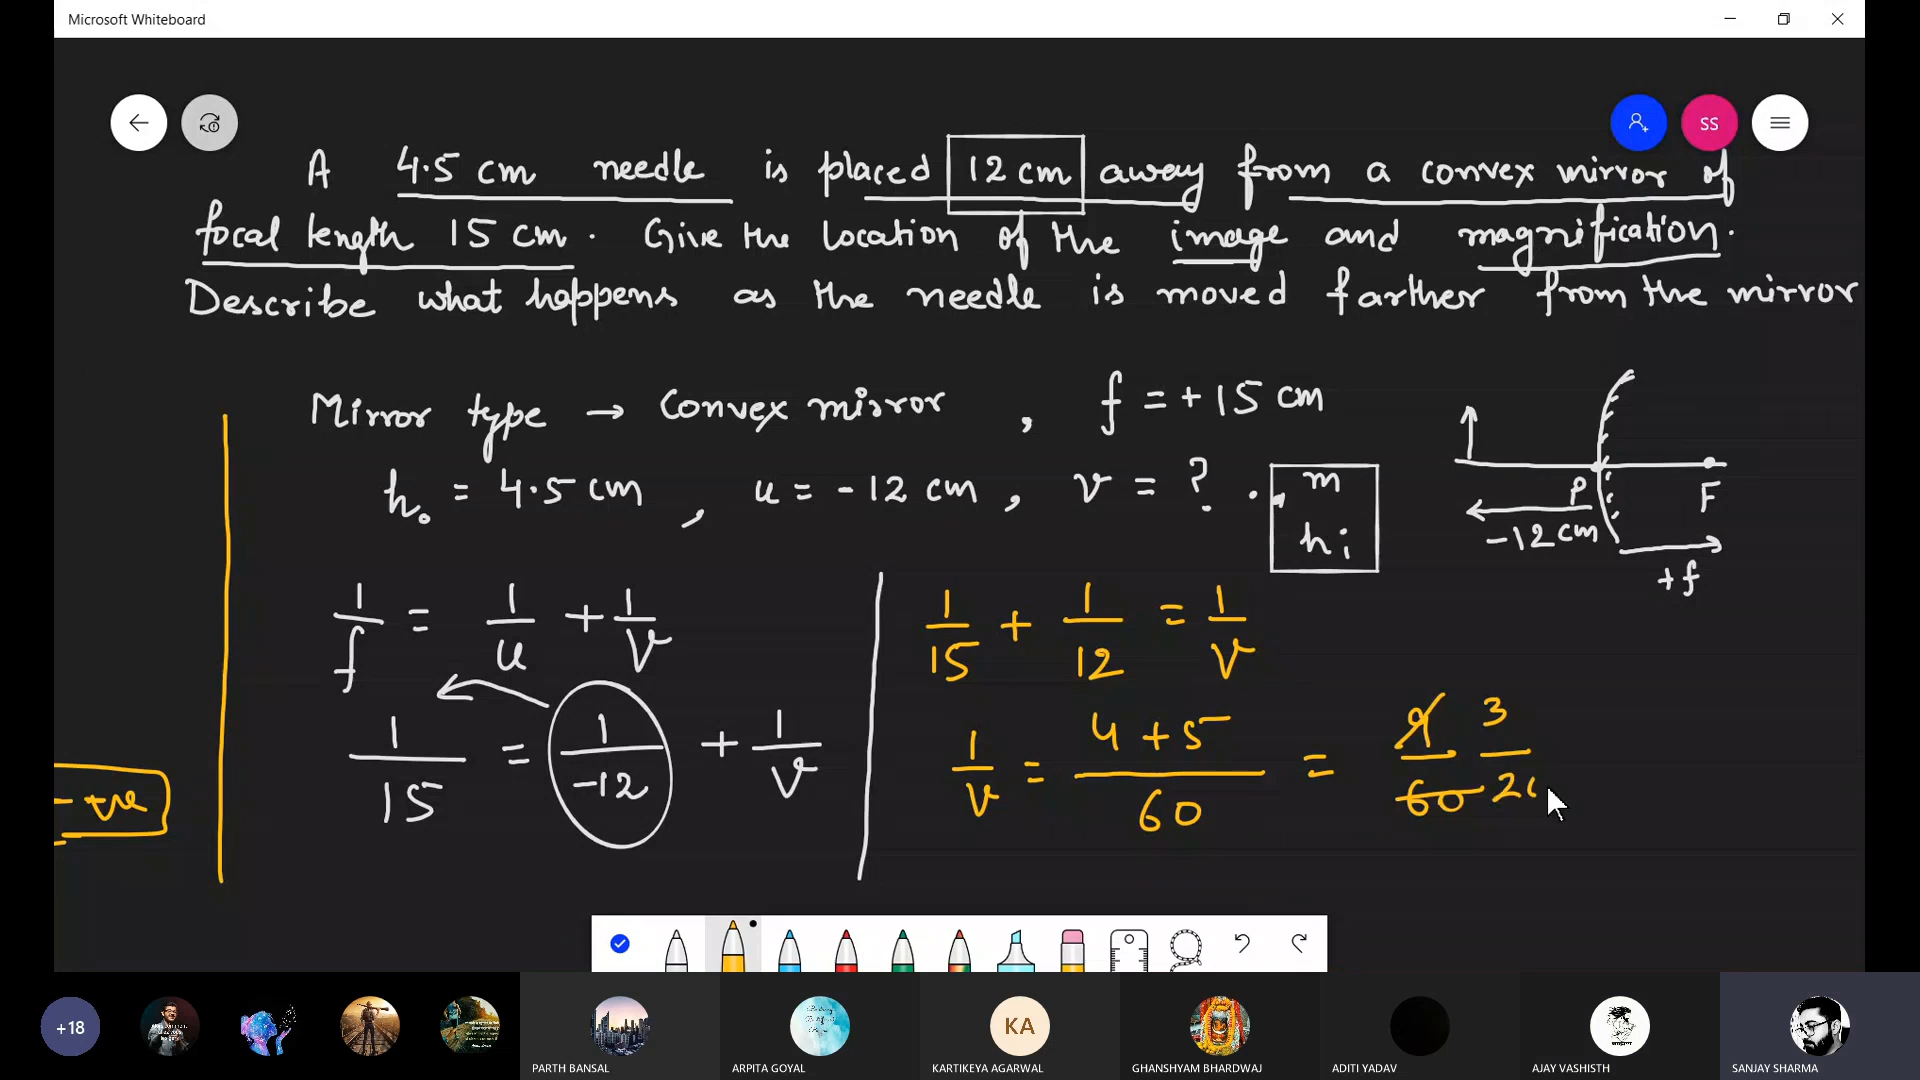 Microsoft Whiteboard
SS
A 4.5 cm needle is placed 12 cm away from a convex mirror of
focal length 15 cm. Give the location of the image and magnification.
Describe what happens as the needle is moved farther from the mirror
Mirror type → Convex mirror , f = + 15 cm
h₀ = 4.5 cm , u = - 12 cm , v = ? .
m
hi
P
F
-12 cm
+f
1/f = 1/u + 1/v
1/15 = 1/-12 + 1/v
1/15 + 1/12 = 1/v
1/v = 4+5/60 = 9/60 3/20
- +ve
+18
KA
PARTH BANSAL
ARPITA GOYAL
KARTIKEYA AGARWAL
GHANSHYAM BHARDWAJ
ADITI YADAV
AJAY VASHISTH
SANJAY SHARMA